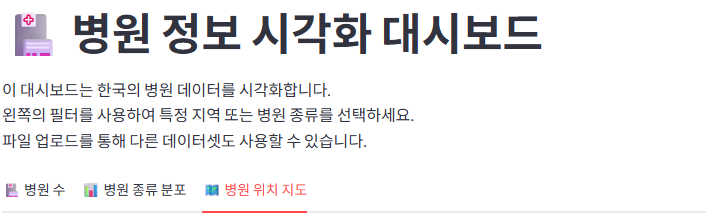 병원 정보 시각화 대시보드
이 대시보드는 한국의 병원 데이터를 시각화합니다.
왼쪽의 필터를 사용하여 특정 지역 또는 병원 종류를 선택하세요.
파일 업로드를 통해 다른 데이터셋도 사용할 수 있습니다.
병원 수 병원 종류 분포 병원 위치 지도